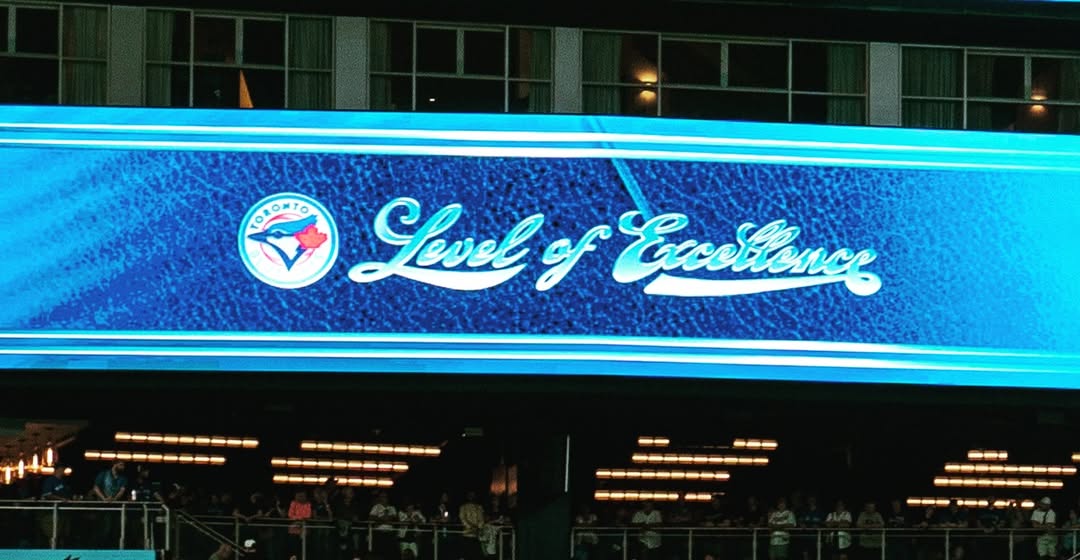 TORONTO
Level of Excellence